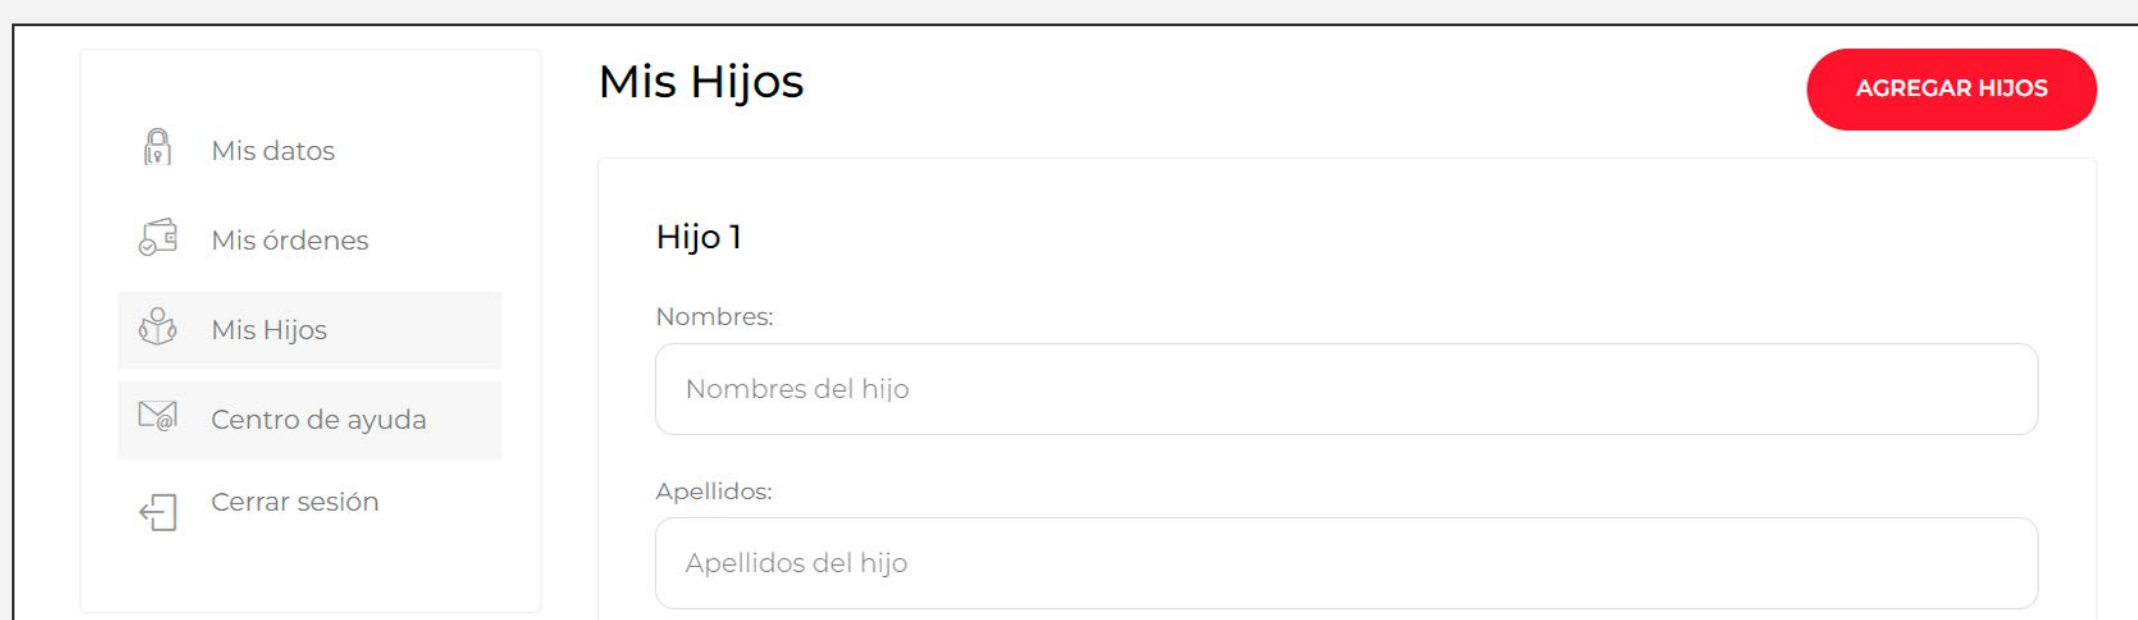 Mis datos
Mis órdenes
Mis Hijos
Centro de ayuda
Cerrar sesión
Mis Hijos
AGREGAR HIJOS
Hijo 1
Nombres:
Nombres del hijo
Apellidos:
Apellidos del hijo